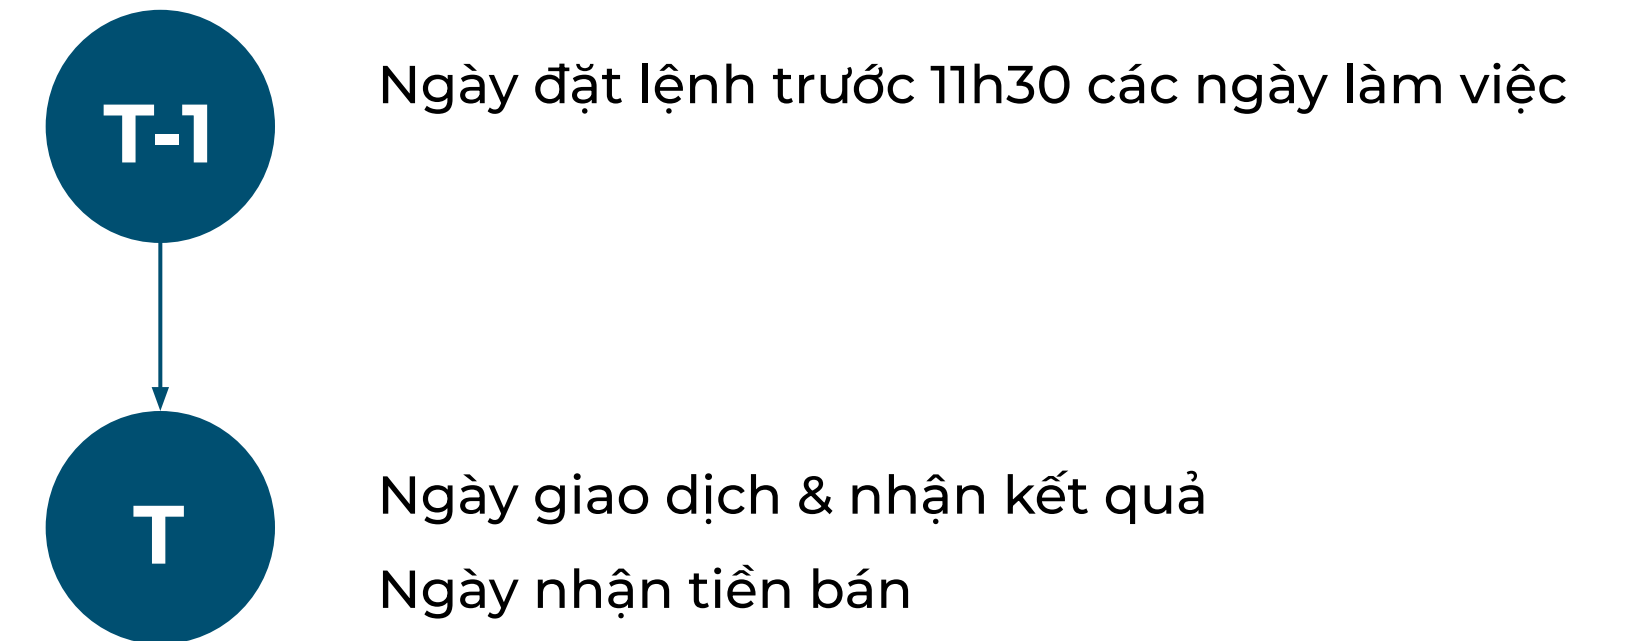 T-1
Ngày đặt lệnh trước 11h30 các ngày làm việc
T
Ngày giao dịch & nhận kết quả
Ngày nhận tiền bán